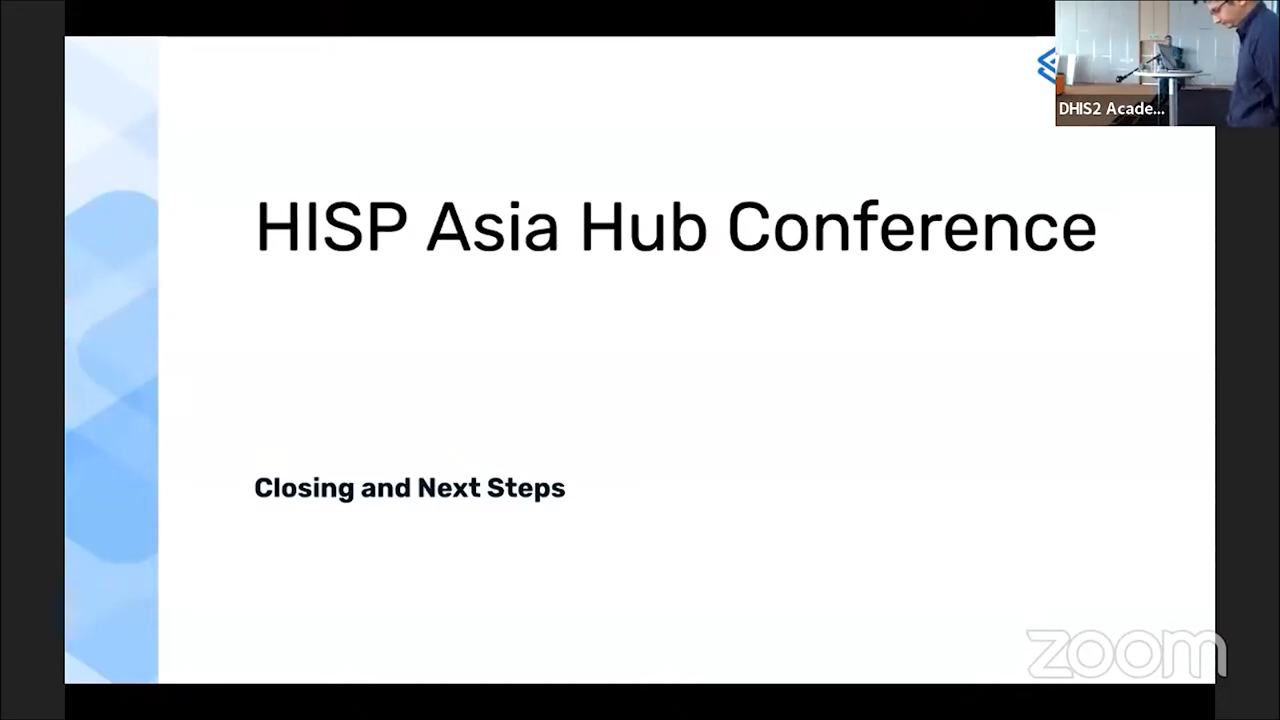 DHIS2 Acade...
HISP Asia Hub Conference
Closing and Next Steps
zoom